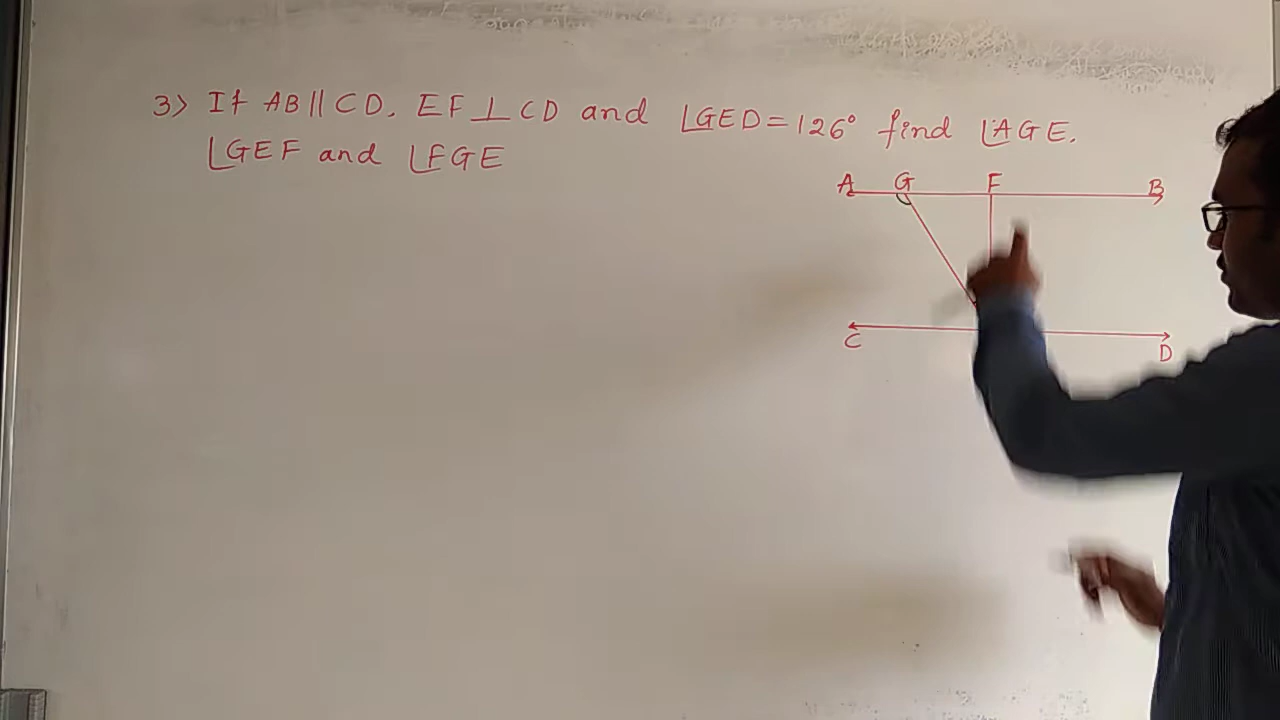 3> If AB||CD, EF⊥CD and ∠GED=126° find ∠AGE,
∠GEF and ∠FGE
A G F B
C D